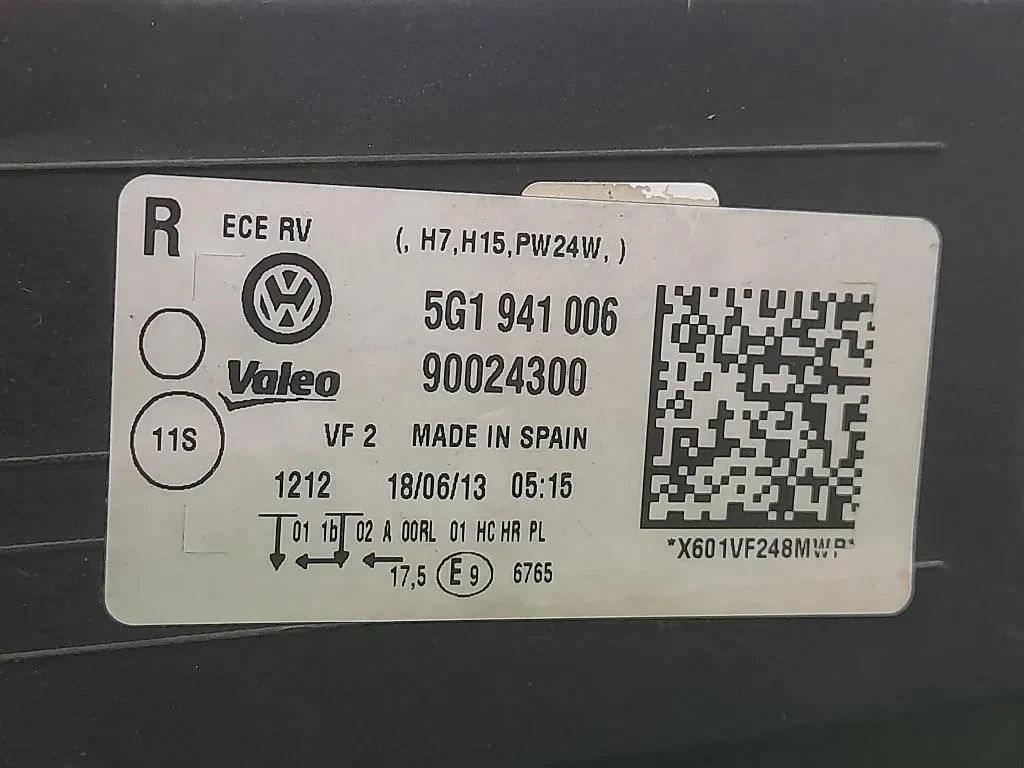 R ECE RV (, H7,H15,PW24W, )
5G1 941 006
Valeo 90024300
11S VF 2 MADE IN SPAIN
1212 18/06/13 05:15
01 1b 02 A 00RL 01 HC HR PL
17,5 E9 6765
*X601VF248MWP*